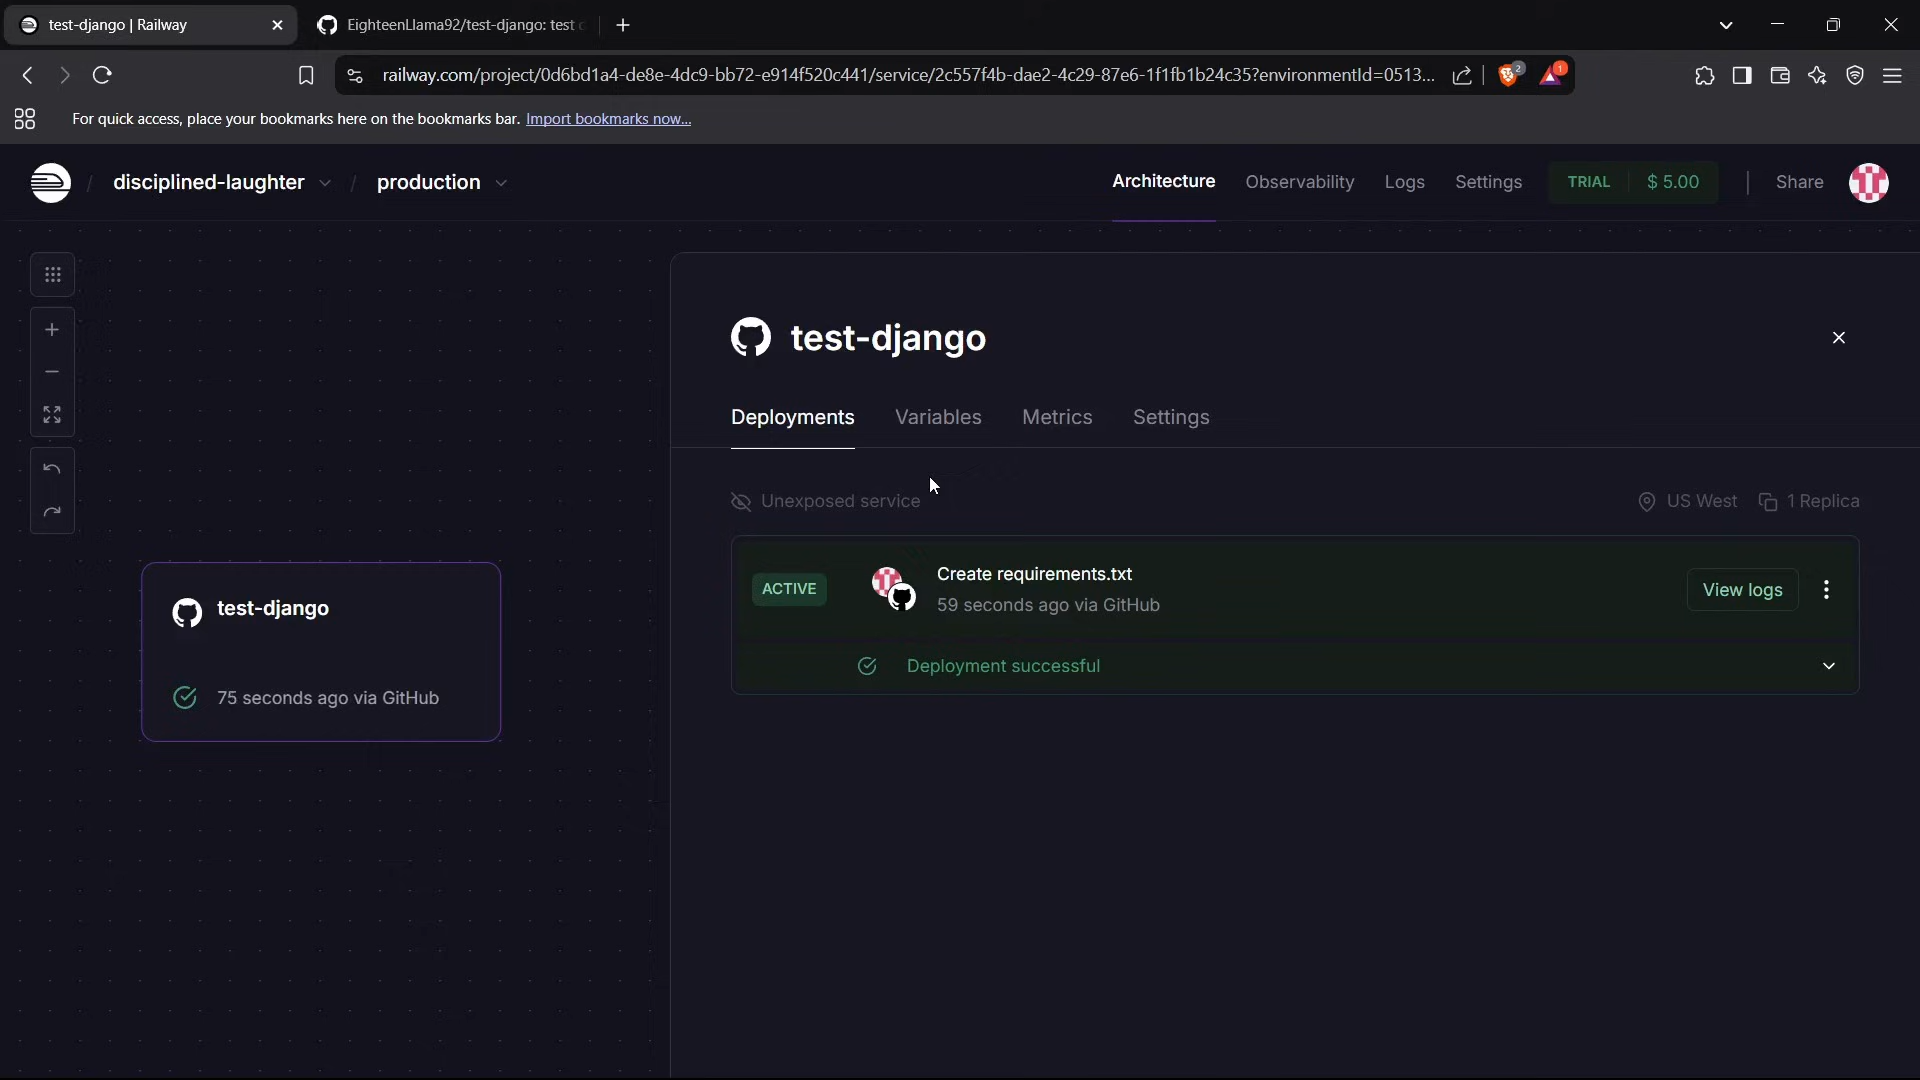 test-django | Railway
EighteenLlama92/test-django: test
railway.com/project/0d6bd1a4-de8e-4dc9-bb72-e914f520c441/service/2c557f4b-dae2-4c29-87e6-1f1fb1b24c35?environmentId=0513...
2
1
For quick access, place your bookmarks here on the bookmarks bar. Import bookmarks now...
/ disciplined-laughter / production
Architecture Observability Logs Settings TRIAL $ 5.00 Share
test-django
Deployments Variables Metrics Settings
Unexposed service US West 1 Replica
ACTIVE
Create requirements.txt
59 seconds ago via GitHub
View logs
Deployment successful
test-django
75 seconds ago via GitHub